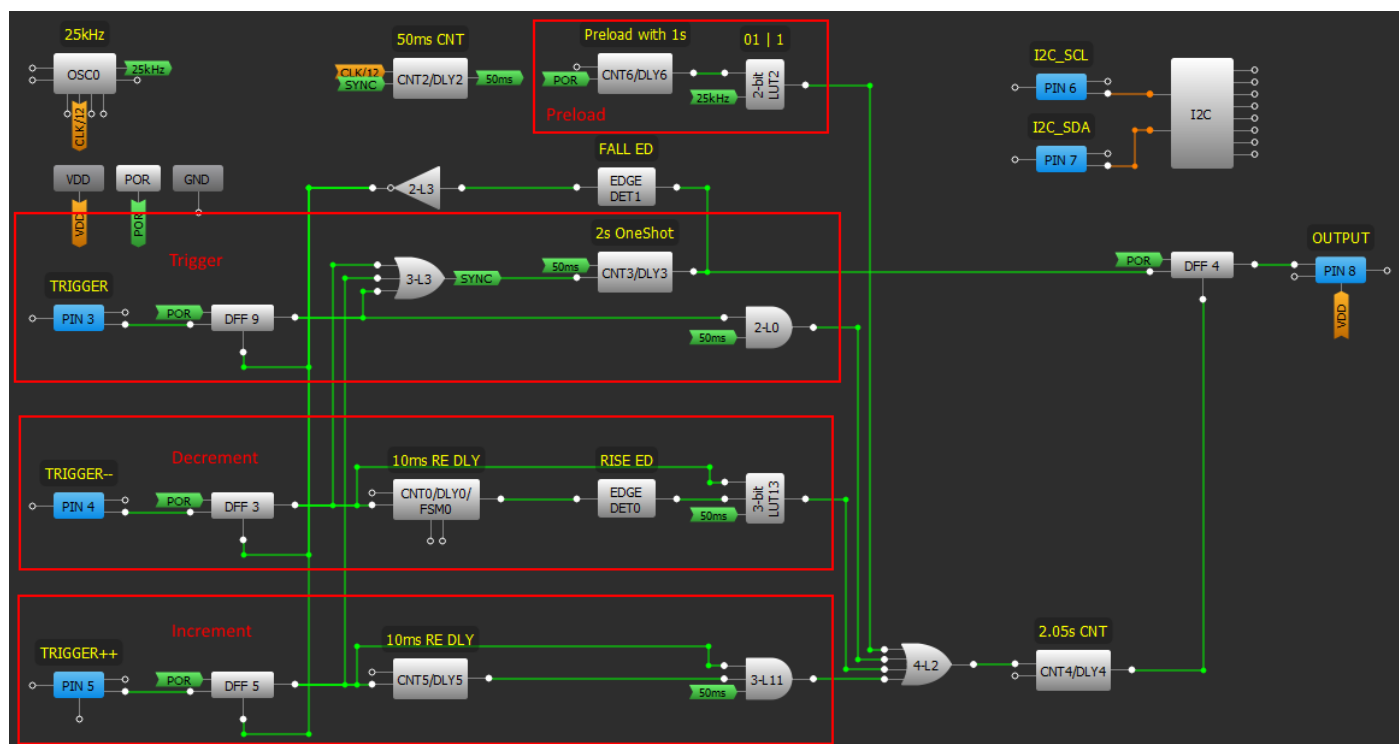 25kHz
OSC0
25kHz
CLK/12
50ms CNT
CLK/12
SYNC
CNT2/DLY2
50ms
Preload with 1s
01 | 1
POR
CNT6/DLY6
25kHz
2-bit
LUT2
Preload
I2C_SCL
PIN 6
I2C
I2C_SDA
PIN 7
VDD
POR
GND
VDD
POR
2-L3
FALL ED
EDGE
DET1
Trigger
TRIGGER
PIN 3
POR
DFF 9
3-L3
SYNC
2s OneShot
50ms
CNT3/DLY3
50ms
2-L0
POR
DFF 4
OUTPUT
PIN 8
VDD
Decrement
TRIGGER--
PIN 4
POR
DFF 3
10ms RE DLY
CNT0/DLY0/
FSM0
RISE ED
EDGE
DET0
50ms
3-bit
LUT13
Increment
TRIGGER++
PIN 5
POR
DFF 5
10ms RE DLY
CNT5/DLY5
50ms
3-L11
4-L2
2.05s CNT
CNT4/DLY4